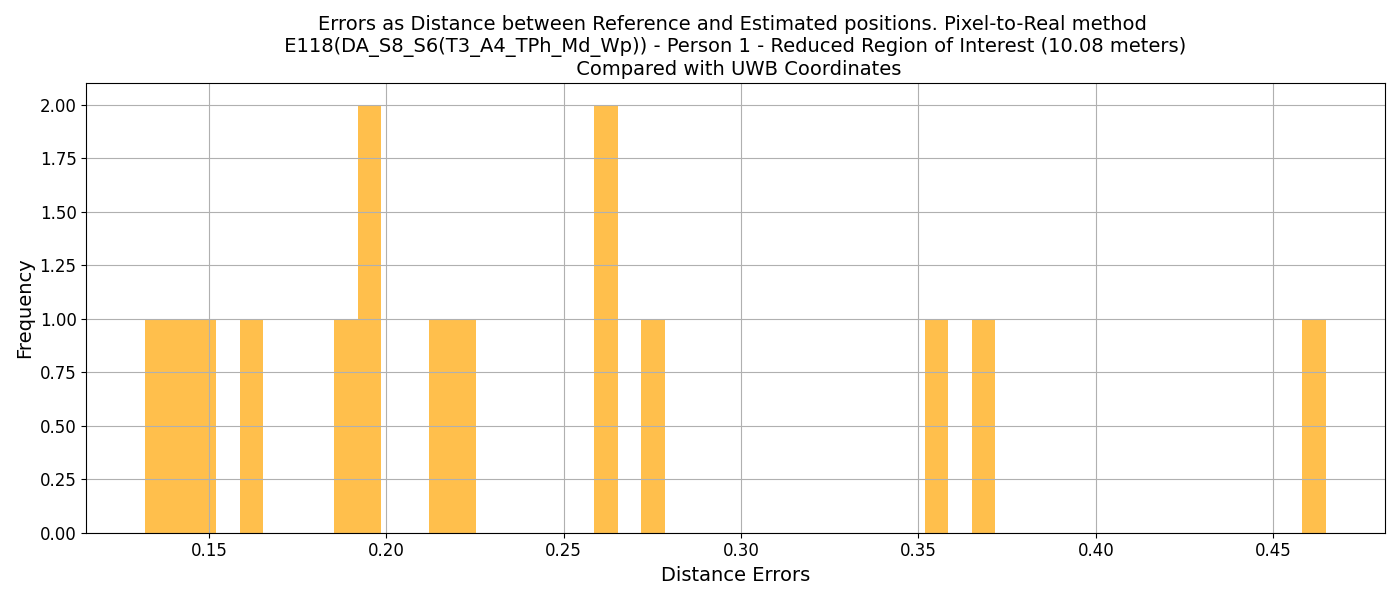 Errors as Distance between Reference and Estimated positions. Pixel-to-Real method
E118(DA_S8_S6(T3_A4_TPh_Md_Wp)) - Person 1 - Reduced Region of Interest (10.08 meters)
Compared with UWB Coordinates
Frequency
2.00
1.75
1.50
1.25
1.00
0.75
0.50
0.25
0.00
0.15 0.20 0.25 0.30 0.35 0.40 0.45
Distance Errors